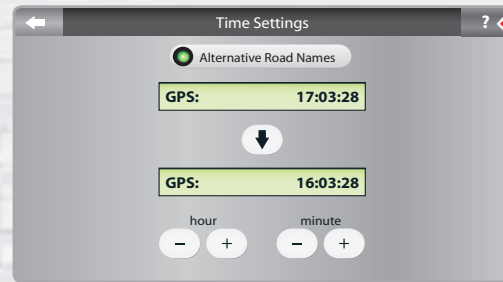 Time Settings ?
Alternative Road Names
GPS: 17:03:28
GPS: 16:03:28
hour minute
– + – +